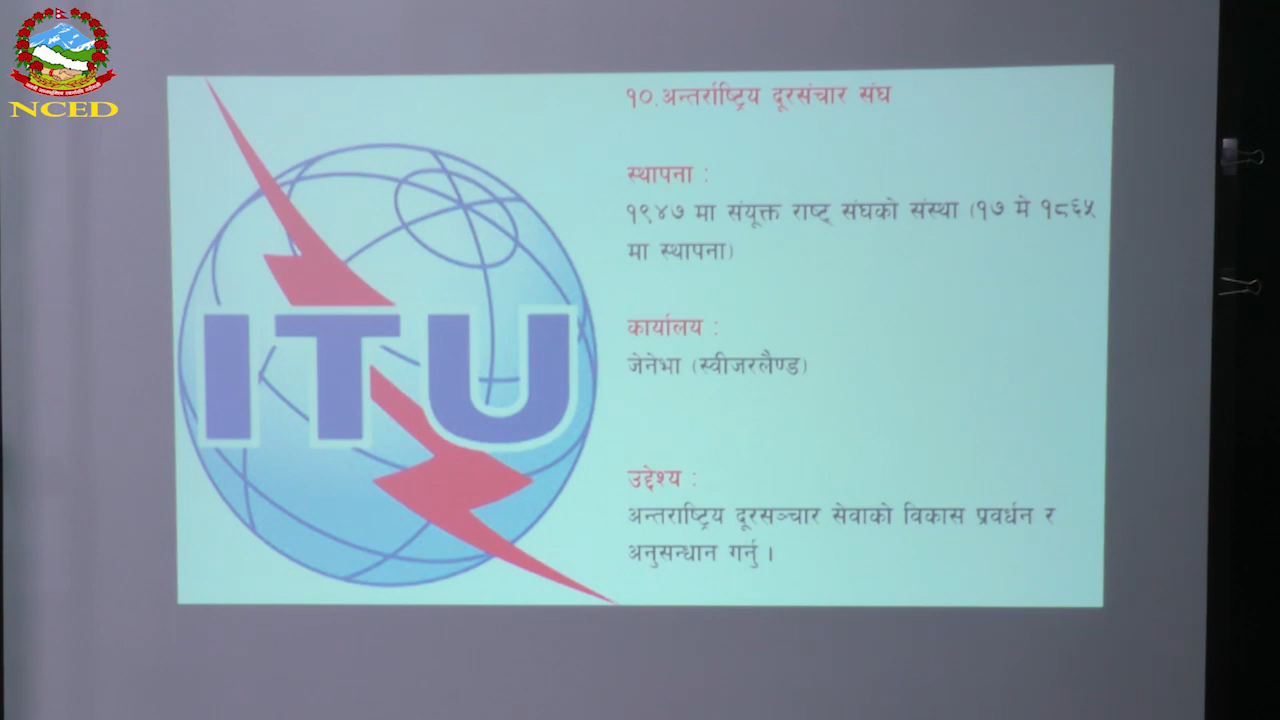 NCED
१०.अन्तर्राष्ट्रिय दूरसंचार संघ
स्थापना :
१९४७ मा संयूक्त राष्ट् संघको संस्था (१७ मे १८६५
मा स्थापना)
कार्यालय :
जेनेभा (स्वीजरलैण्ड)
ITU
उद्देश्य :
अन्तराष्ट्रिय दूरसञ्चार सेवाको विकास प्रवर्धन र
अनुसन्धान गर्नु ।